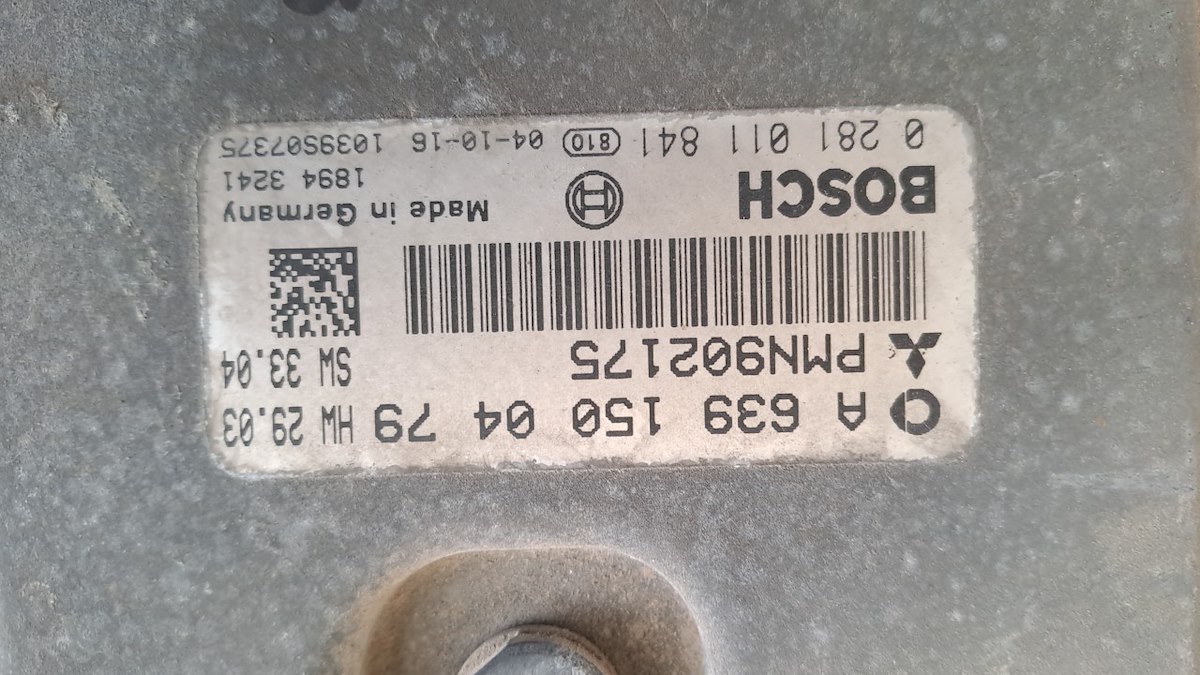 A 639 150 04 79 HW 29.03
PMN902175 SW 33.04
BOSCH Made in Germany
1894 3241
0 281 011 841 810 04-10-16 1039S07375